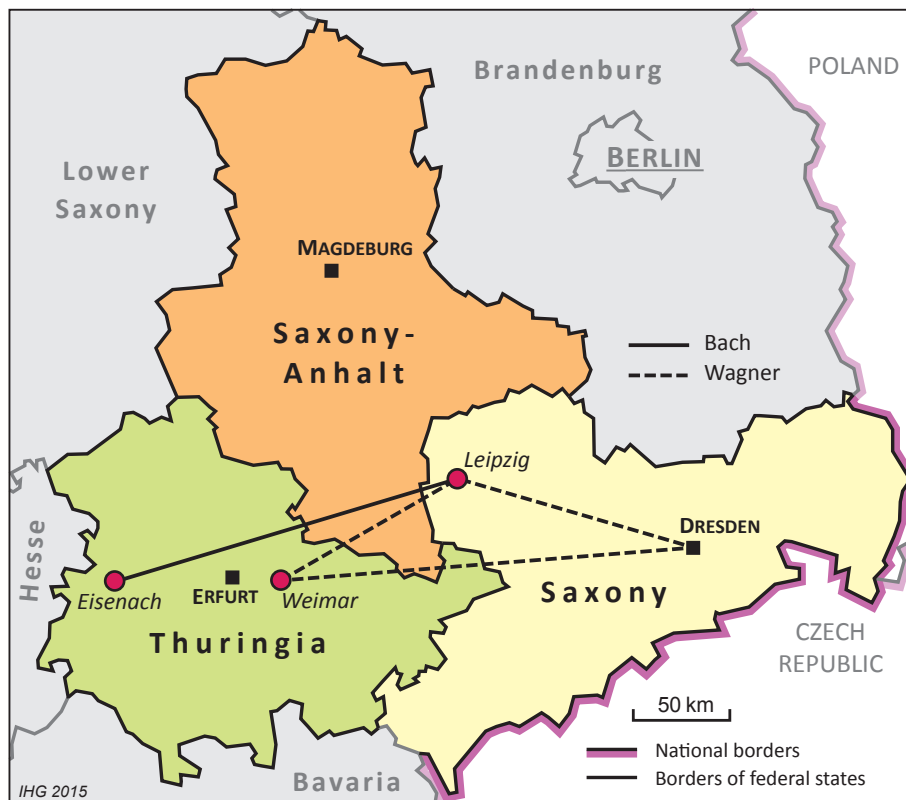 Brandenburg
POLAND
BERLIN
Lower
Saxony
MAGDEBURG
Saxony-
Anhalt
Bach
Wagner
Leipzig
DRESDEN
Hesse
Eisenach
ERFURT
Weimar
Saxony
Thuringia
CZECH
REPUBLIC
50 km
National borders
Borders of federal states
Bavaria
IHG 2015